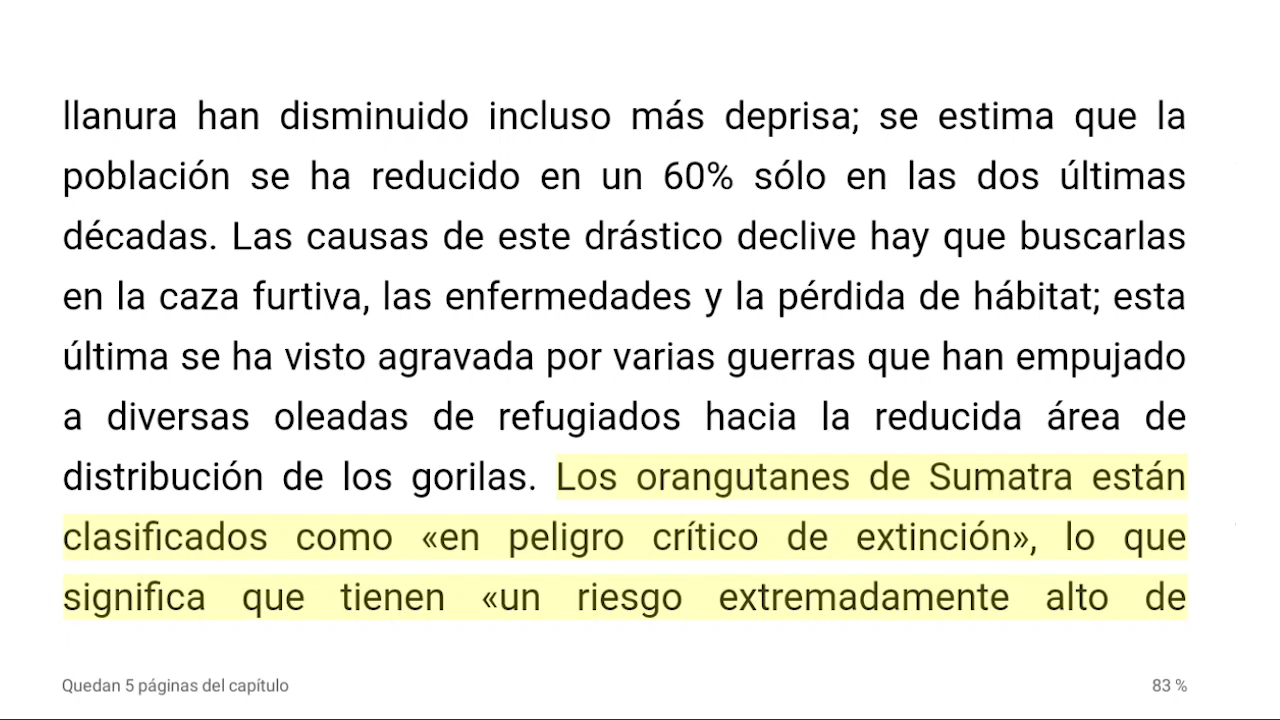 llanura han disminuido incluso más deprisa; se estima que la
población se ha reducido en un 60% sólo en las dos últimas
décadas. Las causas de este drástico declive hay que buscarlas
en la caza furtiva, las enfermedades y la pérdida de hábitat; esta
última se ha visto agravada por varias guerras que han empujado
a diversas oleadas de refugiados hacia la reducida área de
distribución de los gorilas. Los orangutanes de Sumatra están
clasificados como «en peligro crítico de extinción», lo que
significa que tienen «un riesgo extremadamente alto de
Quedan 5 páginas del capítulo
83 %